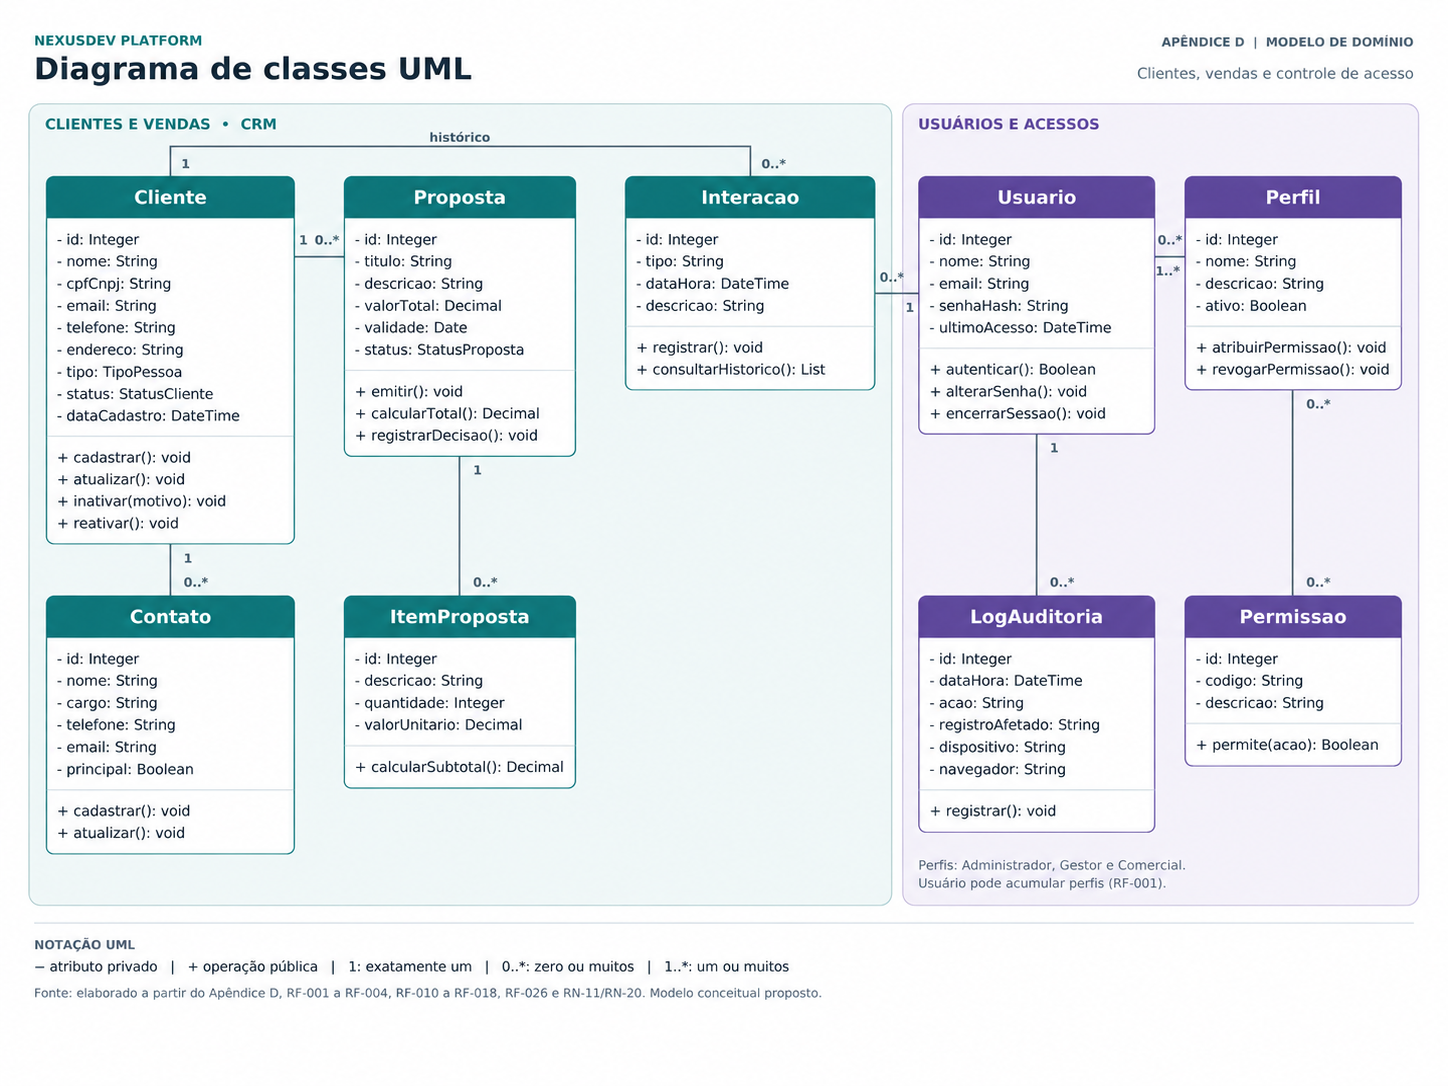 NEXUSDEV PLATFORM
Diagrama de classes UML
APÊNDICE D | MODELO DE DOMÍNIO
Clientes, vendas e controle de acesso
CLIENTES E VENDAS • CRM
histórico
1
0..*
Cliente
- id: Integer
- nome: String
- cpfCnpj: String
- email: String
- telefone: String
- endereco: String
- tipo: TipoPessoa
- status: StatusCliente
- dataCadastro: DateTime
+ cadastrar(): void
+ atualizar(): void
+ inativar(motivo): void
+ reativar(): void
1 0..*
Proposta
- id: Integer
- titulo: String
- descricao: String
- valorTotal: Decimal
- validade: Date
- status: StatusProposta
+ emitir(): void
+ calcularTotal(): Decimal
+ registrarDecisao(): void
Interacao
- id: Integer
- tipo: String
- dataHora: DateTime
- descricao: String
+ registrar(): void
+ consultarHistorico(): List
0..*
1
1
0..*
Contato
- id: Integer
- nome: String
- cargo: String
- telefone: String
- email: String
- principal: Boolean
+ cadastrar(): void
+ atualizar(): void
1
0..*
ItemProposta
- id: Integer
- descricao: String
- quantidade: Integer
- valorUnitario: Decimal
+ calcularSubtotal(): Decimal
USUÁRIOS E ACESSOS
Usuario
- id: Integer
- nome: String
- email: String
- senhaHash: String
- ultimoAcesso: DateTime
+ autenticar(): Boolean
+ alterarSenha(): void
+ encerrarSessao(): void
0..*
1..*
Perfil
- id: Integer
- nome: String
- descricao: String
- ativo: Boolean
+ atribuirPermissao(): void
+ revogarPermissao(): void
1
0..*
LogAuditoria
- id: Integer
- dataHora: DateTime
- acao: String
- registroAfetado: String
- dispositivo: String
- navegador: String
+ registrar(): void
0..*
0..*
Permissao
- id: Integer
- codigo: String
- descricao: String
+ permite(acao): Boolean
Perfis: Administrador, Gestor e Comercial.
Usuário pode acumular perfis (RF-001).
NOTAÇÃO UML
− atributo privado | + operação pública | 1: exatamente um | 0..*: zero ou muitos | 1..*: um ou muitos
Fonte: elaborado a partir do Apêndice D, RF-001 a RF-004, RF-010 a RF-018, RF-026 e RN-11/RN-20. Modelo conceitual proposto.